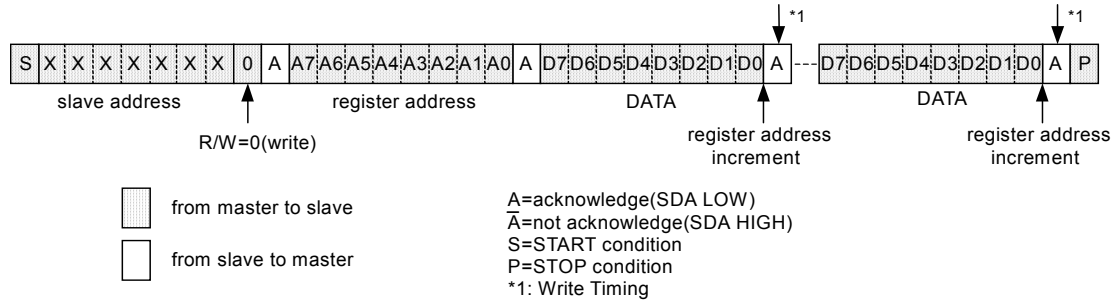 *1 *1
S X X X X X X X 0 A A7 A6 A5 A4 A3 A2 A1 A0 A D7 D6 D5 D4 D3 D2 D1 D0 A D7 D6 D5 D4 D3 D2 D1 D0 A P
slave address register address DATA DATA
R/W=0(write)
register address
increment
register address
increment
from master to slave
from slave to master
A=acknowledge(SDA LOW)
A̅=not acknowledge(SDA HIGH)
S=START condition
P=STOP condition
*1: Write Timing